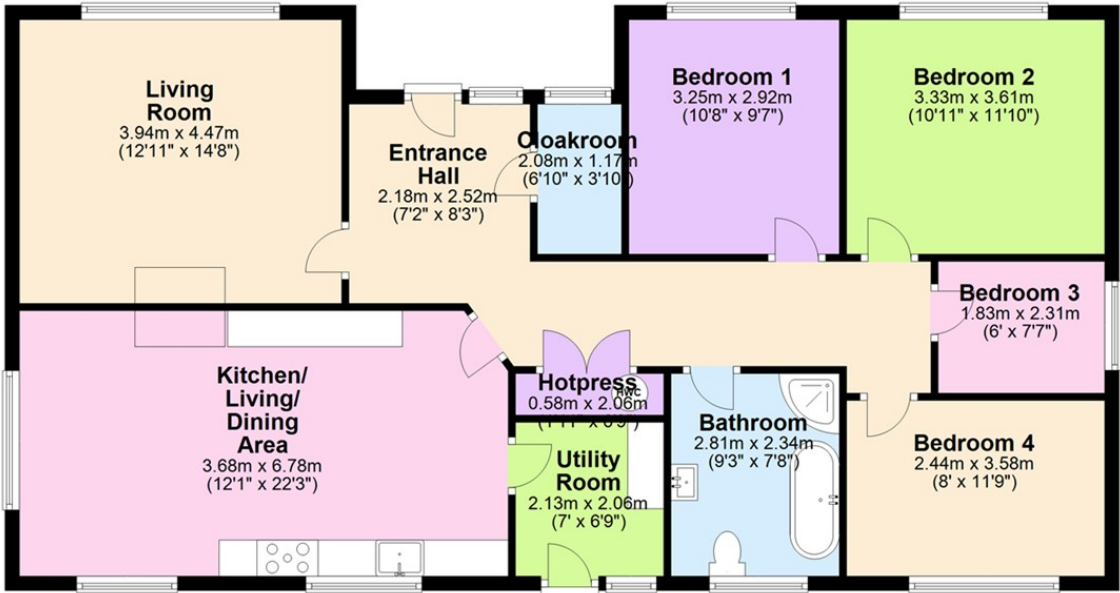 Living
Room
3.94m x 4.47m
(12'11" x 14'8")
Entrance
Hall
2.18m x 2.52m
(7'2" x 8'3")
Cloakroom
2.08m x 1.17m
(6'10" x 3'10")
Bedroom 1
3.25m x 2.92m
(10'8" x 9'7")
Bedroom 2
3.33m x 3.61m
(10'11" x 11'10")
Bedroom 3
1.83m x 2.31m
(6' x 7'7")
Kitchen/
Living/
Dining
Area
3.68m x 6.78m
(12'1" x 22'3")
Hotpress
HWC
0.58m x 2.06m
(1'11" x 6'9")
Utility
Room
2.13m x 2.06m
(7' x 6'9")
Bathroom
2.81m x 2.34m
(9'3" x 7'8")
Bedroom 4
2.44m x 3.58m
(8' x 11'9")